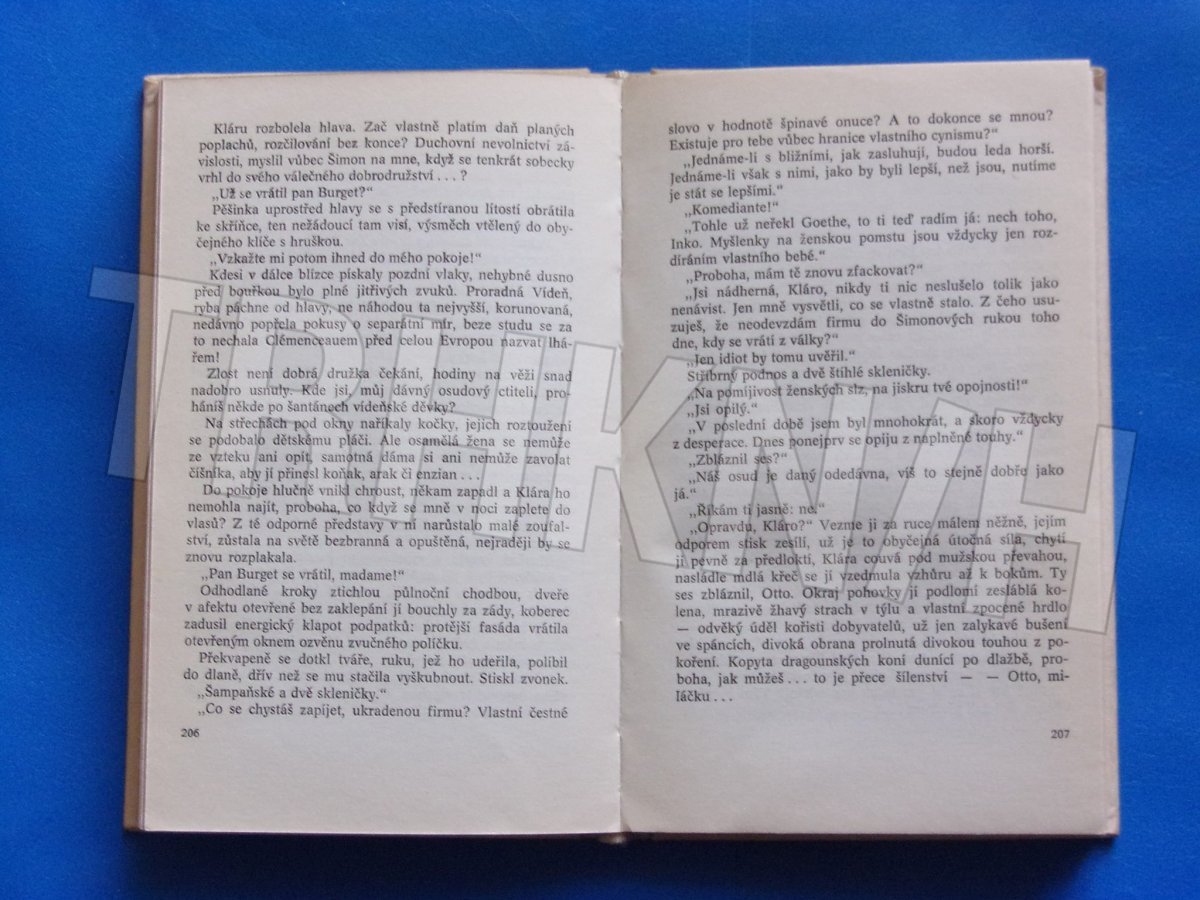 Kláru rozbolela hlava. Zač vlastně platím daň planých
poplachů, rozčilování bez konce? Duchovní nevolnictví zá-
vislosti, myslil vůbec Šimon na mne, když se tenkrát sobecky
vrhl do svého válečného dobrodružství . . . ?
„Už se vrátil pan Burget?“
Pěšinka uprostřed hlavy se s předstíranou lítostí obrátila
ke skříňce, ten nežádoucí tam visí, výsměch vtělený do oby-
čejného klíče s hruškou.
„Vzkažte mi potom ihned do mého pokoje!“
Kdesi v dálce blízce pískaly pozdní vlaky, nehybné dusno
před bouřkou bylo plné jitřivých zvuků. Proradná Vídeň,
ryba páchne od hlavy; ne náhodou ta nejvyšší, korunovaná,
nedávno popřela pokusy o separátní mír, beze studu se za
to nechala Clémenceauem před celou Evropou nazvat lhá-
řem!
Zlost není dobrá družka čekání, hodiny na věži snad
nadobro usnuly. Kde jsi, můj dávný osudový ctiteli, pro-
háníš někde po šantánech vídeňské děvky?
Na střechách pod okny naříkaly kočky, jejich roztoužení
se podobalo dětskému pláči. Ale osamělá žena se nemůže
ze vzteku ani opít, samotná dáma si ani nemůže zavolat
číšníka, aby jí přinesl koňak, arak či enzian . . .
Do pokoje hlučně vnikl chroust, někam zapadl a Klára ho
nemohla najít, proboha, co když se mně v noci zaplete do
vlasů? Z té odporné představy v ní narůstalo malé zoufal-
ství, zůstala na světě bezbranná a opuštěná, nejraději by se
znovu rozplakala.
„Pan Burget se vrátil, madame!“
Odhodlané kroky ztichlou půlnoční chodbou, dveře
v afektu otevřené bez zaklepání jí bouchly za zády, koberec
zadusil energický klapot podpatků: protější fasáda vrátila
otevřeným oknem ozvěnu zvučného políčku.
Překvapeně se dotkl tváře, ruku, jež ho udeřila, políbil
do dlaně, dřív než se mu stačila vyškubnout. Stiskl zvonek.
„Šampaňské a dvě skleničky.“
„Co se chystáš zapíjet, ukradenou firmu? Vlastní čestné
206
slovo v hodnotě špinavé onuce? A to dokonce se mnou?
Existuje pro tebe vůbec hranice vlastního cynismu?“
„Jednáme-li s bližními, jak zasluhují, budou leda horší.
Jednáme-li však s nimi, jako by byli lepší, než jsou, nutíme
je stát se lepšími.“
„Komediante!“
„Tohle už neřekl Goethe, to ti teď radím já: nech toho,
Inko. Myšlenky na ženskou pomstu jsou vždycky jen roz-
díráním vlastního bebé.“
„Proboha, mám tě znovu zfackovat?“
„Jsi nádherná, Kláro, nikdy ti nic neslušelo tolik jako
nenávist. Jen mně vysvětli, co se vlastně stalo. Z čeho usu-
zuješ, že neodevzdám firmu do Šimonových rukou toho
dne, kdy se vrátí z války?“
„Jen idiot by tomu uvěřil.“
Stříbrný podnos a dvě štíhlé skleničky.
„Na pomíjivost ženských slz, na jiskru tvé opojnosti!“
„Jsi opilý.“
„V poslední době jsem byl mnohokrát, a skoro vždycky
z desperace. Dnes ponejprv se opiju z naplněné touhy.“
„Zbláznil ses?“
„Náš osud je daný odedávna, víš to stejně dobře jako
já.“
„Říkám ti jasně: ne.“
„Opravdu, Kláro?“ Vezme ji za ruce málem něžně, jejím
odporem stisk zesílí, už je to obyčejná útočná síla, chytí
ji pevně za předloktí, Klára couvá pod mužskou převahou,
nasládle mdlá křeč se jí vzedmula vzhůru až k bokům. Ty
ses zbláznil, Otto. Okraj pohovky jí podlomí zesláblá ko-
lena, mrazivě žhavý strach v týlu a vlastní zpocené hrdlo
— odvěký úděl kořisti dobyvatelů, už jen zalykavé bušení
ve spáncích, divoká obrana prolnutá divokou touhou z po-
koření. Kopyta dragounských koní dunící po dlažbě, pro-
boha, jak můžeš . . . to je přece šílenství — — Otto, mi-
láčku . . .
207
TRHKNIH